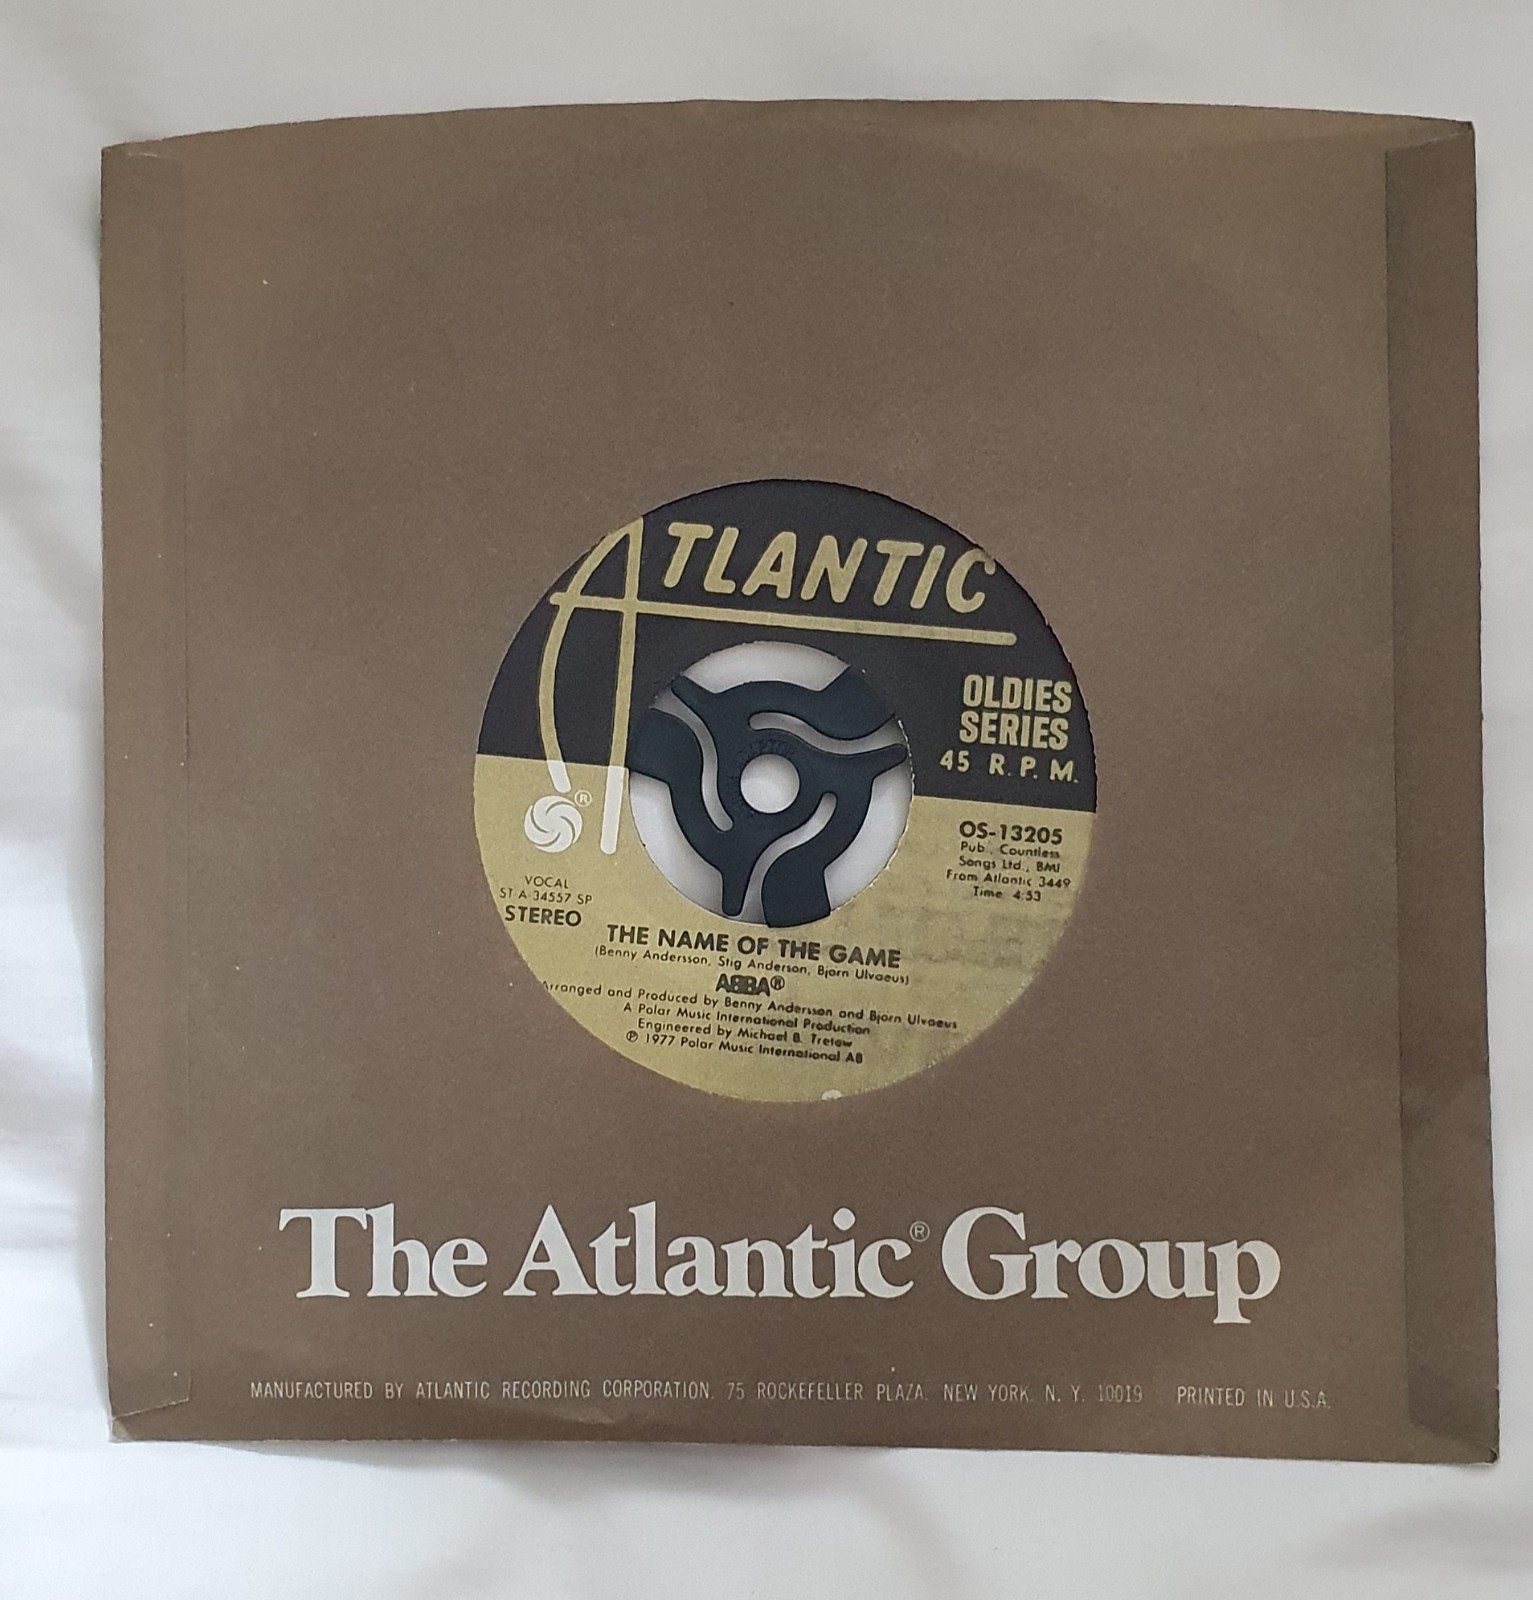 ATLANTIC
OLDIES
SERIES
45 R.P.M.
®
OS-13205
Pub. Countless
Songs Ltd., BMI
From Atlantic 3449
Time 4:53
VOCAL
ST-A-34557 SP
STEREO
THE NAME OF THE GAME
(Benny Andersson, Stig Anderson, Bjorn Ulvaeus)
ABBA®
Arranged and Produced by Benny Andersson and Bjorn Ulvaeus
A Polar Music International Production
Engineered by Michael B. Tretow
℗ 1977 Polar Music International AB
The Atlantic® Group
MANUFACTURED BY ATLANTIC RECORDING CORPORATION. 75 ROCKEFELLER PLAZA. NEW YORK. N. Y. 10019 PRINTED IN U.S.A.